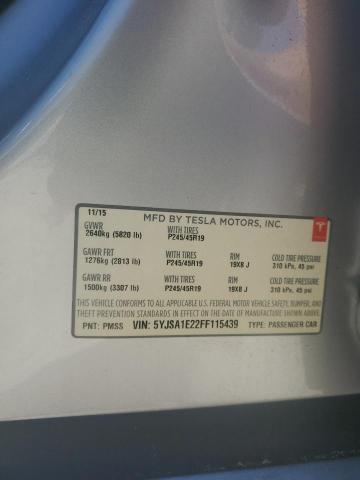 11/15 MFD BY TESLA MOTORS, INC.
GVWR WITH TIRES
2640kg (5820 lb) P245/45R19
GAWR FRT WITH TIRES RIM COLD
1276kg (2813 lb) P245/45R19 19X8 J 310 kPa, 45 psi
GAWR RR WITH TIRES RIM COLD
1500kg (3307 lb) P245/45R19 19X8 J 310 kPa, 45 psi
THIS VEHICLE CONFORMS TO ALL APPLICABLE U.S. FEDERAL MOTOR VEHICLE SAFETY, BUMPER, AND
THEFT PREVENTION STANDARDS IN EFFECT ON THE DATE OF MANUFACTURE SHOWN ABOVE.
PNT: PMSS VIN: 5YJSA1E22FF115439 TYPE: PASSENGER CAR